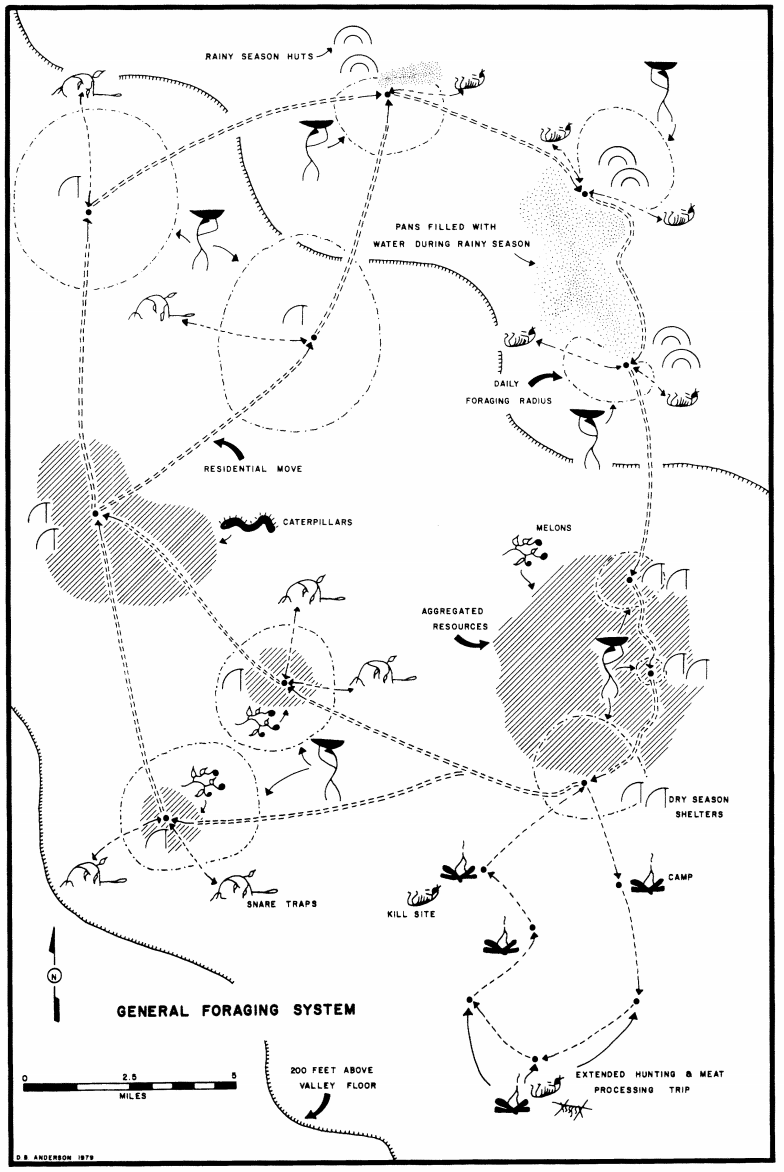 RAINY SEASON HUTS
PANS FILLED WITH
WATER DURING RAINY SEASON
DAILY
FORAGING RADIUS
RESIDENTIAL MOVE
CATERPILLARS
MELONS
AGGREGATED
RESOURCES
DRY SEASON
SHELTERS
CAMP
KILL SITE
SNARE TRAPS
N
GENERAL FORAGING SYSTEM
0 2.5 5
MILES
200 FEET ABOVE
VALLEY FLOOR
EXTENDED HUNTING & MEAT
PROCESSING TRIP
D.S. ANDERSON 1979